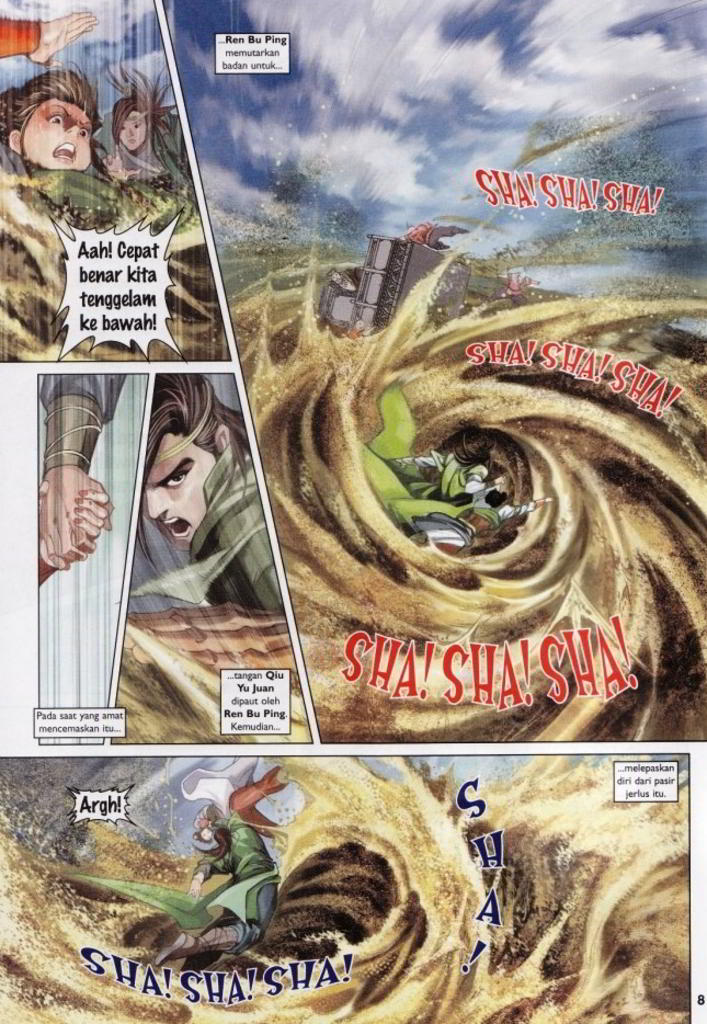 Aah! Cepat
benar kita
tenggelam
ke bawah!
Pada saat yang amat
mencemaskan itu...
...tangan Qiu
Yu Juan
dipaut oleh
Ren Bu Ping.
Kemudian...
...Ren Bu Ping
memutarkan
badan untuk...
SHA! SHA! SHA!
SHA! SHA! SHA!
SHA! SHA! SHA!
Argh!
SHA! SHA! SHA!
SHA!
...melepaskan
diri dari pasir
jerlus itu.
8